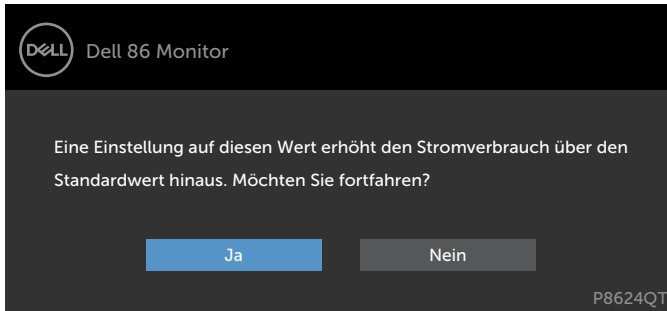 DELL Dell 86 Monitor
Eine Einstellung auf diesen Wert erhöht den Stromverbrauch über den
Standardwert hinaus. Möchten Sie fortfahren?
Ja Nein
P8624QT